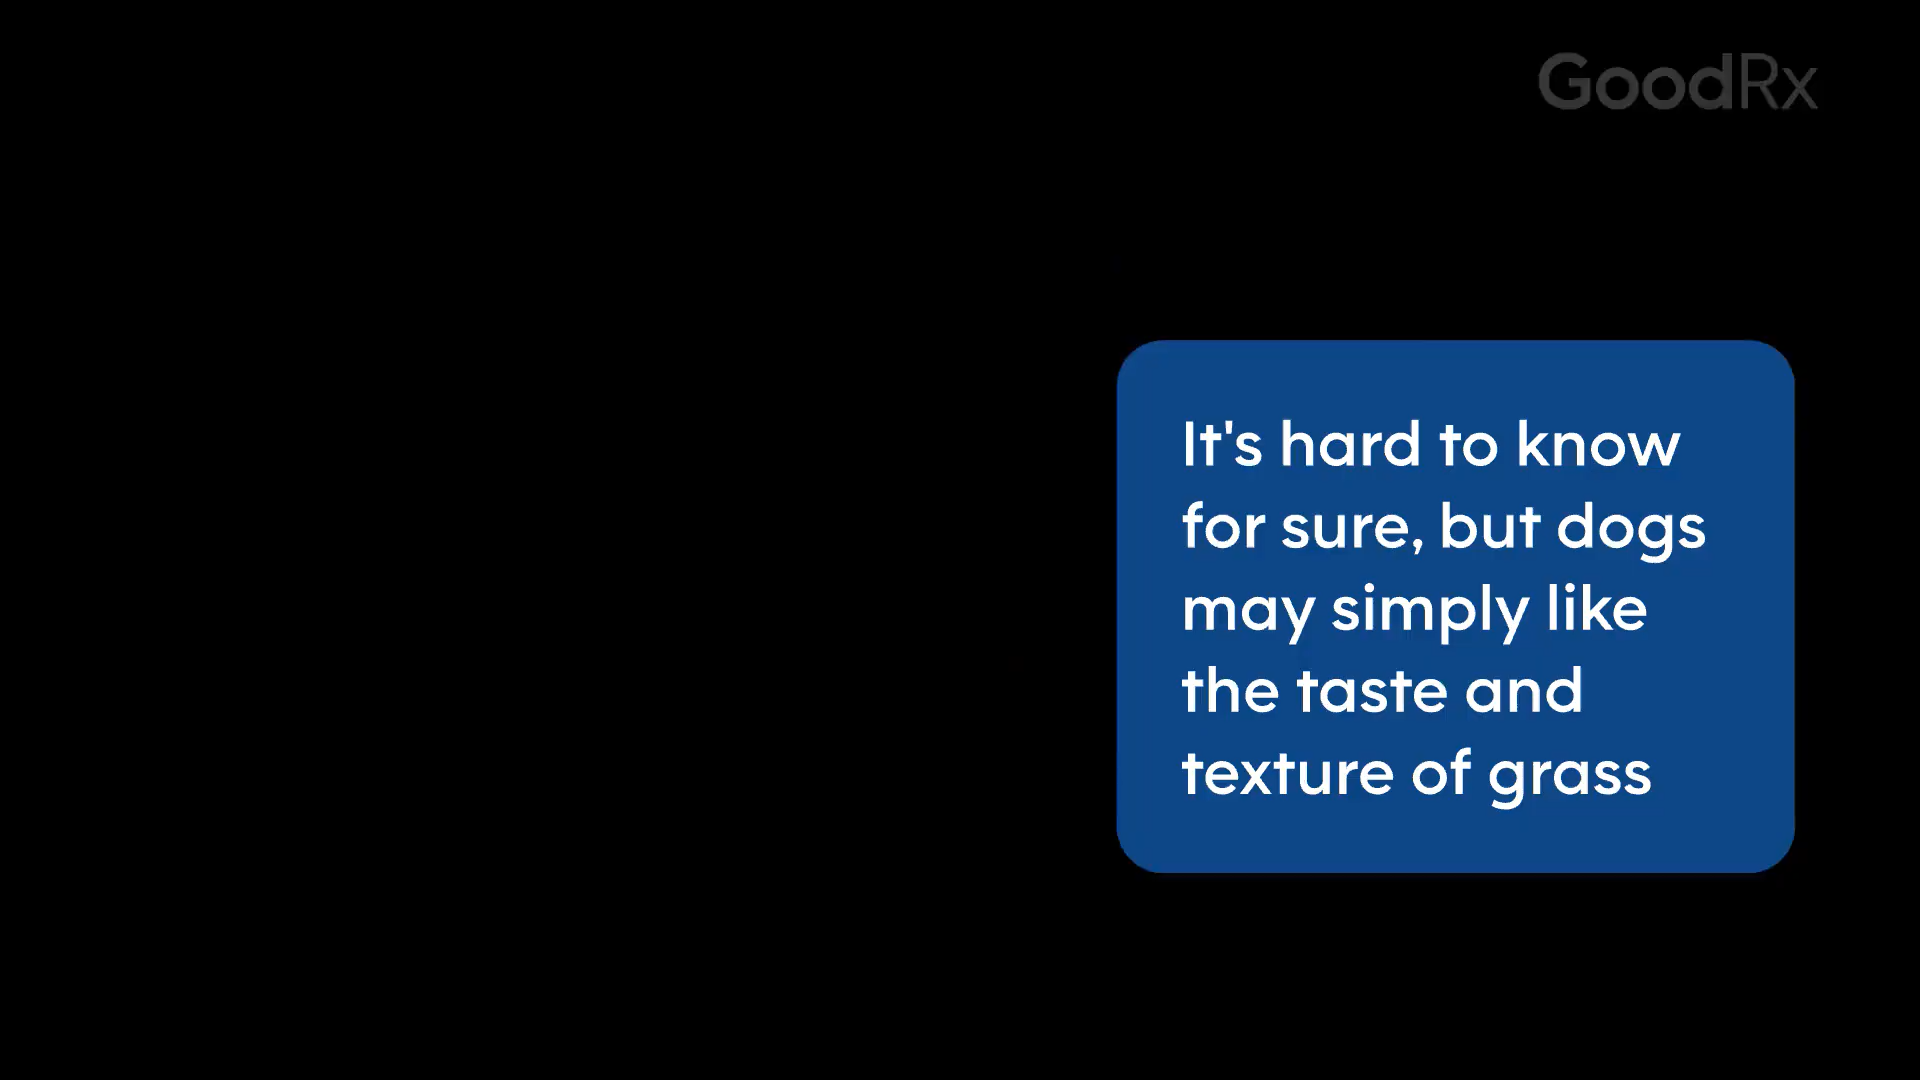 GoodRx
It's hard to know
for sure, but dogs
may simply like
the taste and
texture of grass